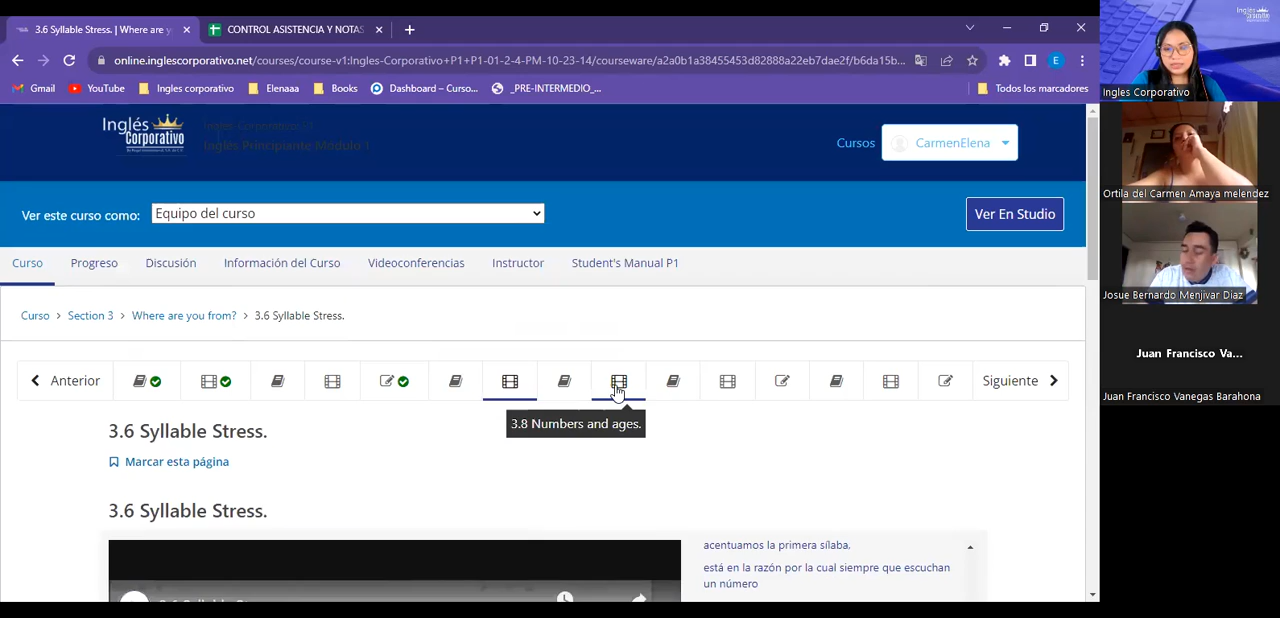 3.6 Syllable Stress. | Where are y
CONTROL ASISTENCIA Y NOTAS
online.inglescorporativo.net/courses/course-v1:Ingles-Corporativo+P1+P1-01-2-4-PM-10-23-14/courseware/a2a0b1a38455453d82888a22eb7dae2f/b6da15b...
E
Gmail
YouTube
Ingles corporativo
Elenaaa
Books
Dashboard – Curso...
_PRE-INTERMEDIO_...
Todos los marcadores
Inglés
Corporativo
Inglés Principiante Módulo 1
Cursos
CarmenElena
Ver este curso como:
Equipo del curso
Ver En Studio
Curso
Progreso
Discusión
Información del Curso
Videoconferencias
Instructor
Student's Manual P1
Curso > Section 3 > Where are you from? > 3.6 Syllable Stress.
Anterior
Siguiente
3.8 Numbers and ages.
3.6 Syllable Stress.
Marcar esta página
3.6 Syllable Stress.
acentuamos la primera sílaba,
está en la razón por la cual siempre que escuchan
un número
Ingles Corporativo
Ortila del Carmen Amaya melendez
Josue Bernardo Menjivar Diaz
Juan Francisco Va...
Juan Francisco Vanegas Barahona